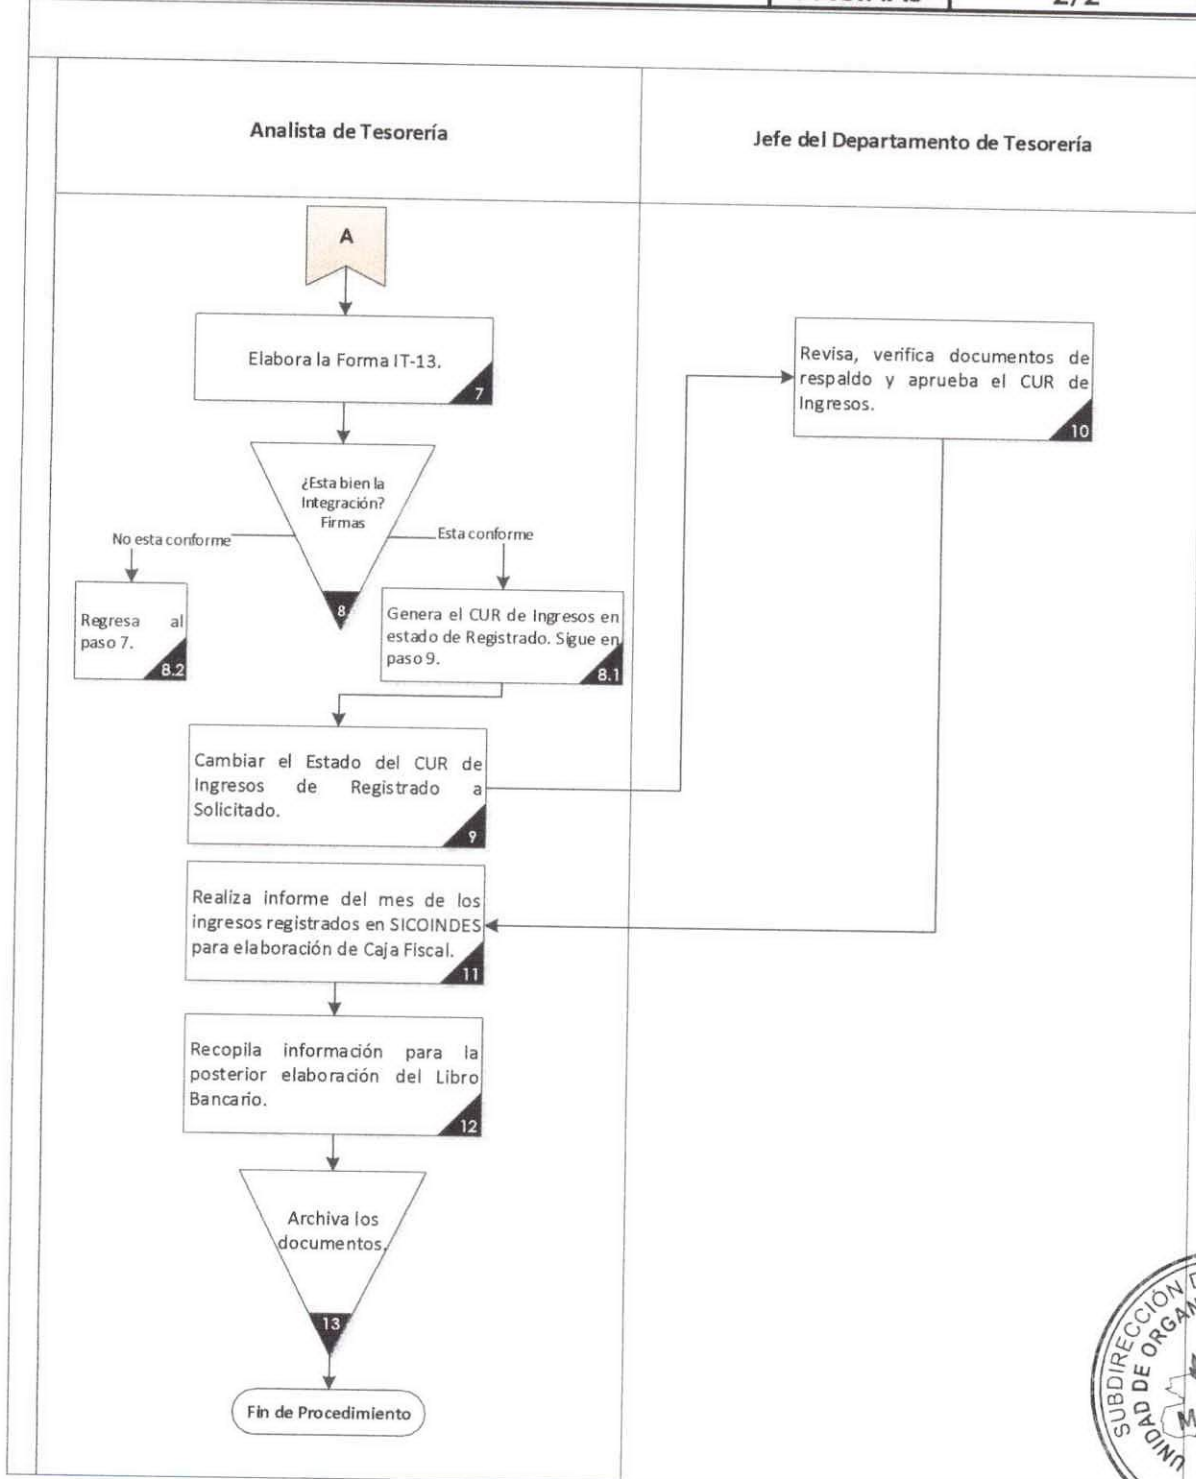 2/2
Analista de Tesorería
Jefe del Departamento de Tesorería
A
Elabora la Forma IT-13.
7
Revisa, verifica documentos de
respaldo y aprueba el CUR de
Ingresos.
10
¿Esta bien la
Integración?
Firmas
8
No esta conforme
Esta conforme
Regresa al
paso 7.
8.2
Genera el CUR de Ingresos en
estado de Registrado. Sigue en
paso 9.
8.1
Cambiar el Estado del CUR de
Ingresos de Registrado a
Solicitado.
9
Realiza informe del mes de los
ingresos registrados en SICOINDES
para elaboración de Caja Fiscal.
11
Recopila información para la
posterior elaboración del Libro
Bancario.
12
Archiva los
documentos.
13
Fin de Procedimiento
SUBDIRECCIÓN
UNIDAD DE